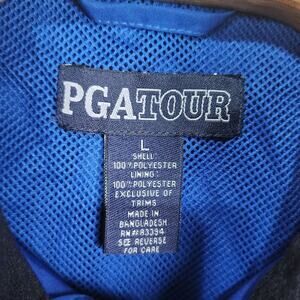 PGATOUR
L
SHELL:
100% POLYESTER
LINING:
100% POLYESTER
EXCLUSIVE OF
TRIMS
MADE IN
BANGLADESH
RN# 83394
SEE REVERSE
FOR CARE